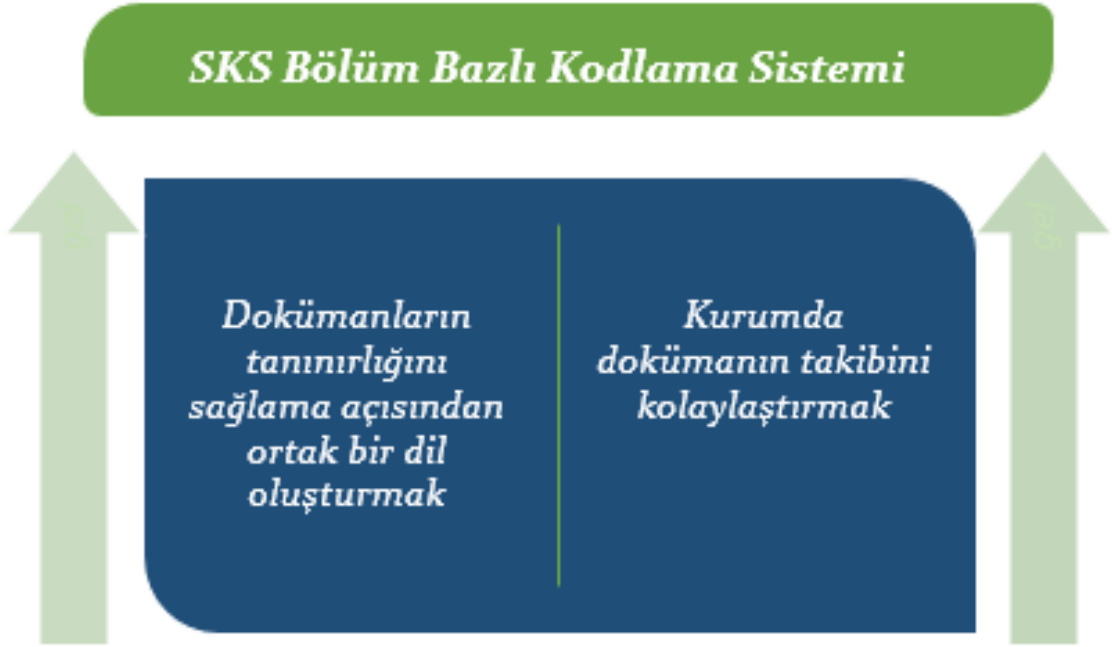 SKS Bölüm Bazlı Kodlama Sistemi
Dokümanların
tanınırlığını
sağlama açısından
ortak bir dil
oluşturmak
Kurumda
dokümanın takibini
kolaylaştırmak